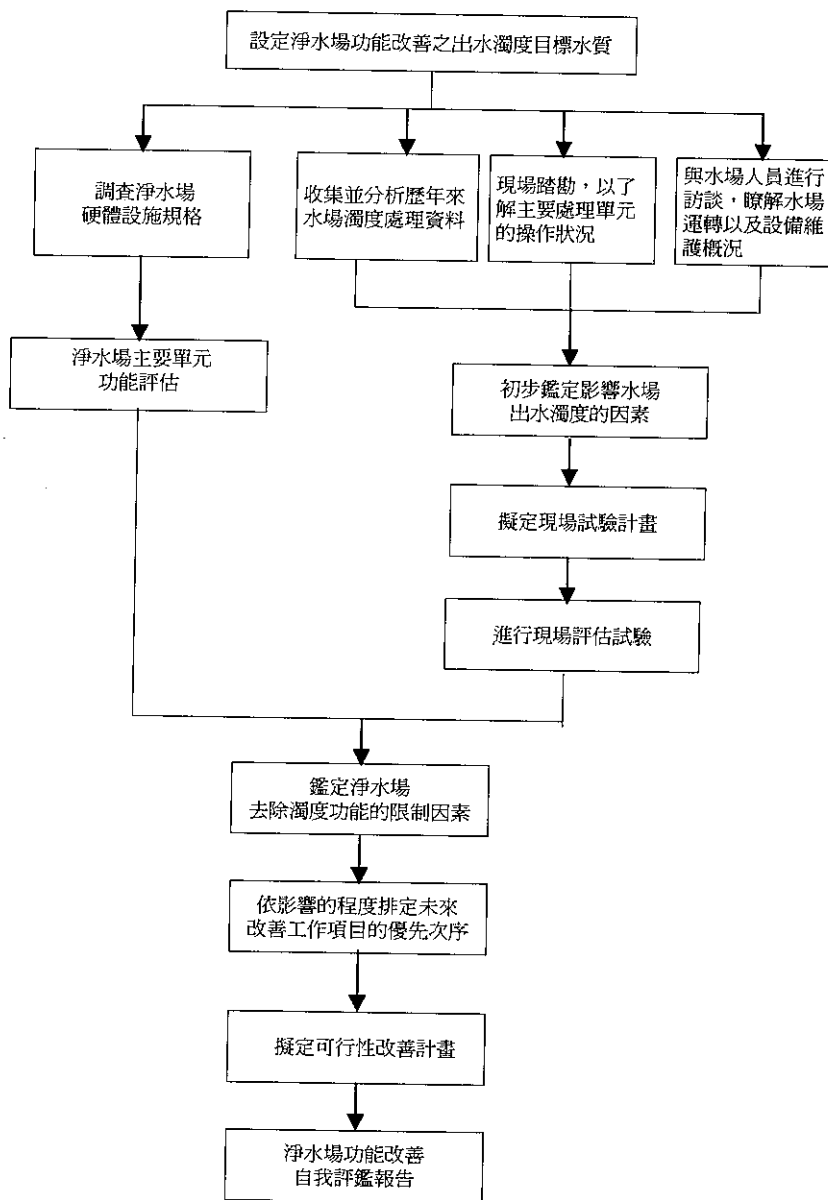 設定淨水場功能改善之出水濁度目標水質
調查淨水場
硬體設施規格
收集並分析歷年來
水場濁度處理資料
現場踏勘，以了
解主要處理單元
的操作狀況
與水場人員進行
訪談，瞭解水場
運轉以及設備維
護概況
淨水場主要單元
功能評估
初步鑑定影響水場
出水濁度的因素
擬定現場試驗計畫
進行現場評估試驗
鑑定淨水場
去除濁度功能的限制因素
依影響的程度排定未來
改善工作項目的優先次序
擬定可行性改善計畫
淨水場功能改善
自我評鑑報告